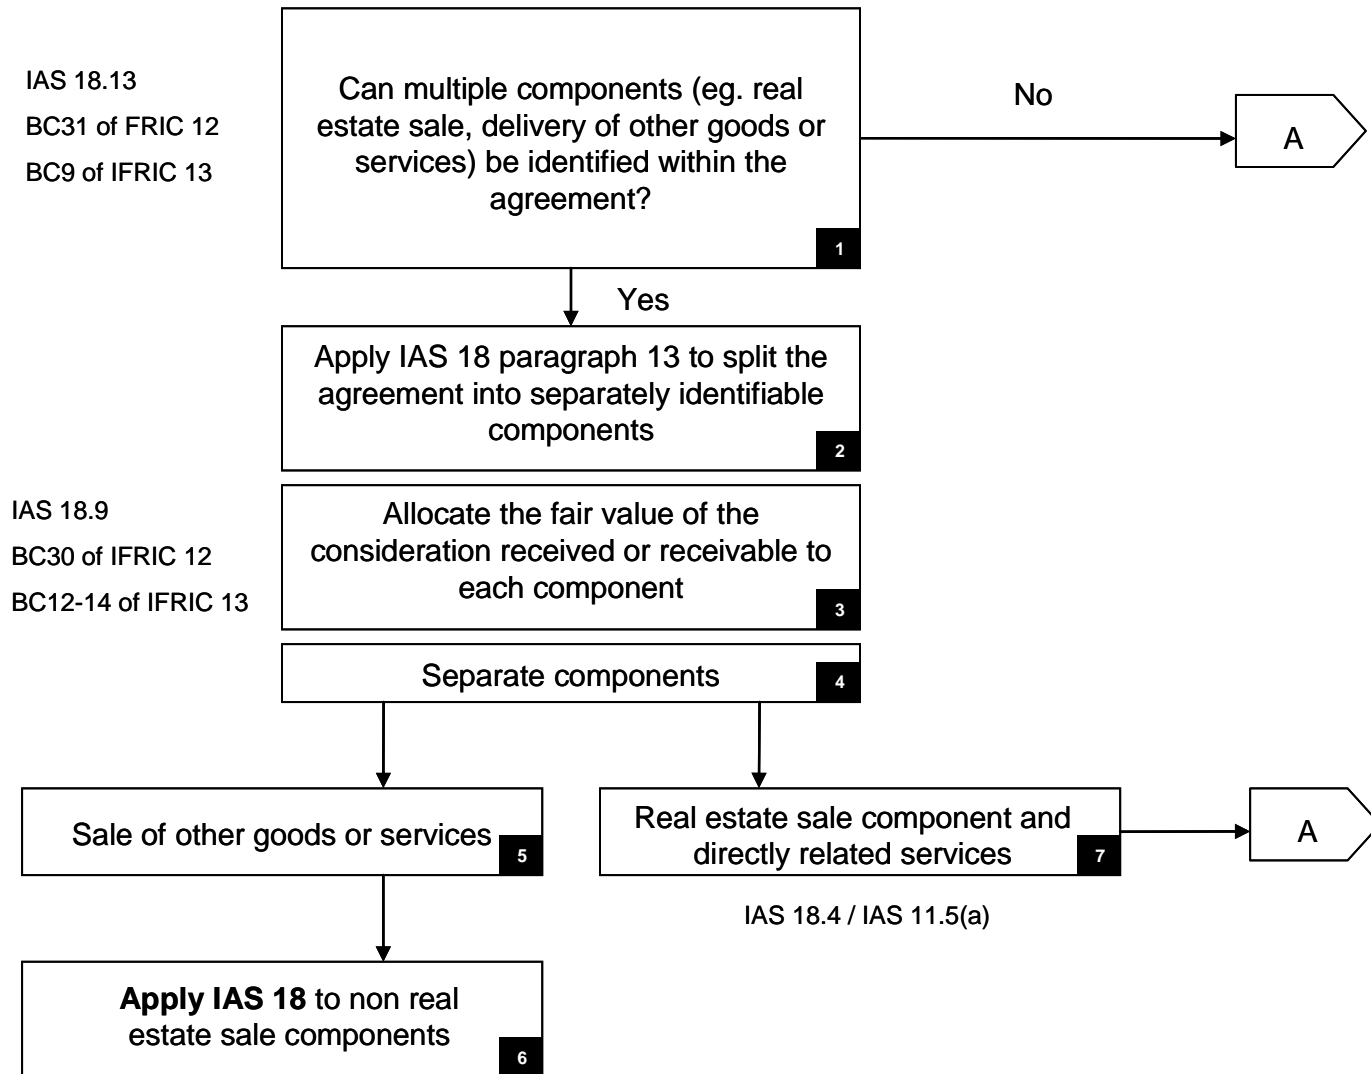 IAS 18.13
BC31 of FRIC 12
BC9 of IFRIC 13
Can multiple components (eg. real
estate sale, delivery of other goods or
services) be identified within the
agreement?
1
No
A
Yes
Apply IAS 18 paragraph 13 to split the
agreement into separately identifiable
components
2
IAS 18.9
BC30 of IFRIC 12
BC12-14 of IFRIC 13
Allocate the fair value of the
consideration received or receivable to
each component
3
Separate components
4
Sale of other goods or services
5
Real estate sale component and
directly related services
7
A
IAS 18.4 / IAS 11.5(a)
Apply IAS 18 to non real
estate sale components
6